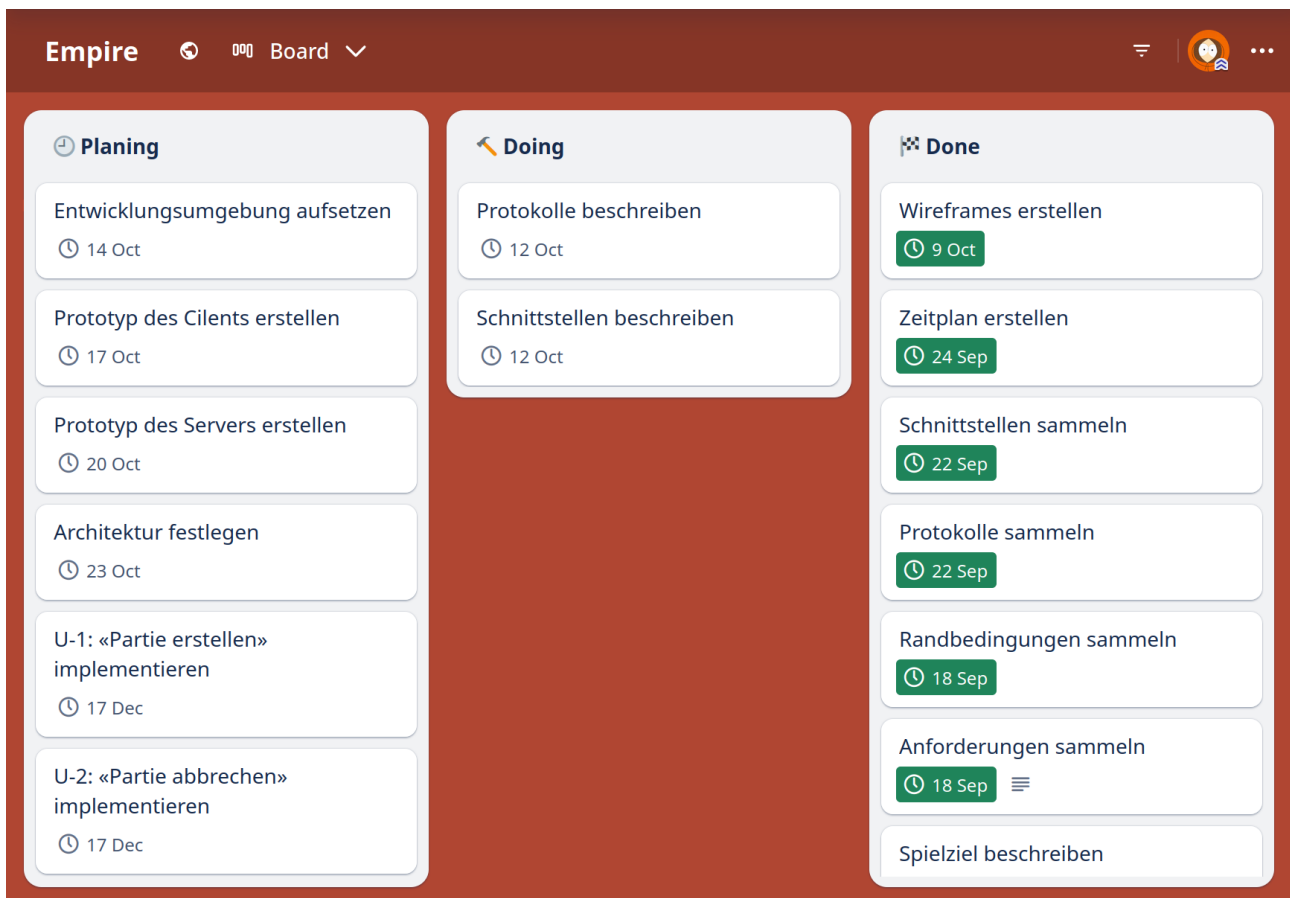 Empire
Board
Planing
Entwicklungsumgebung aufsetzen
14 Oct
Prototyp des Cilents erstellen
17 Oct
Prototyp des Servers erstellen
20 Oct
Architektur festlegen
23 Oct
U-1: «Partie erstellen»
implementieren
17 Dec
U-2: «Partie abbrechen»
implementieren
17 Dec
Doing
Protokolle beschreiben
12 Oct
Schnittstellen beschreiben
12 Oct
Done
Wireframes erstellen
9 Oct
Zeitplan erstellen
24 Sep
Schnittstellen sammeln
22 Sep
Protokolle sammeln
22 Sep
Randbedingungen sammeln
18 Sep
Anforderungen sammeln
18 Sep
Spielziel beschreiben